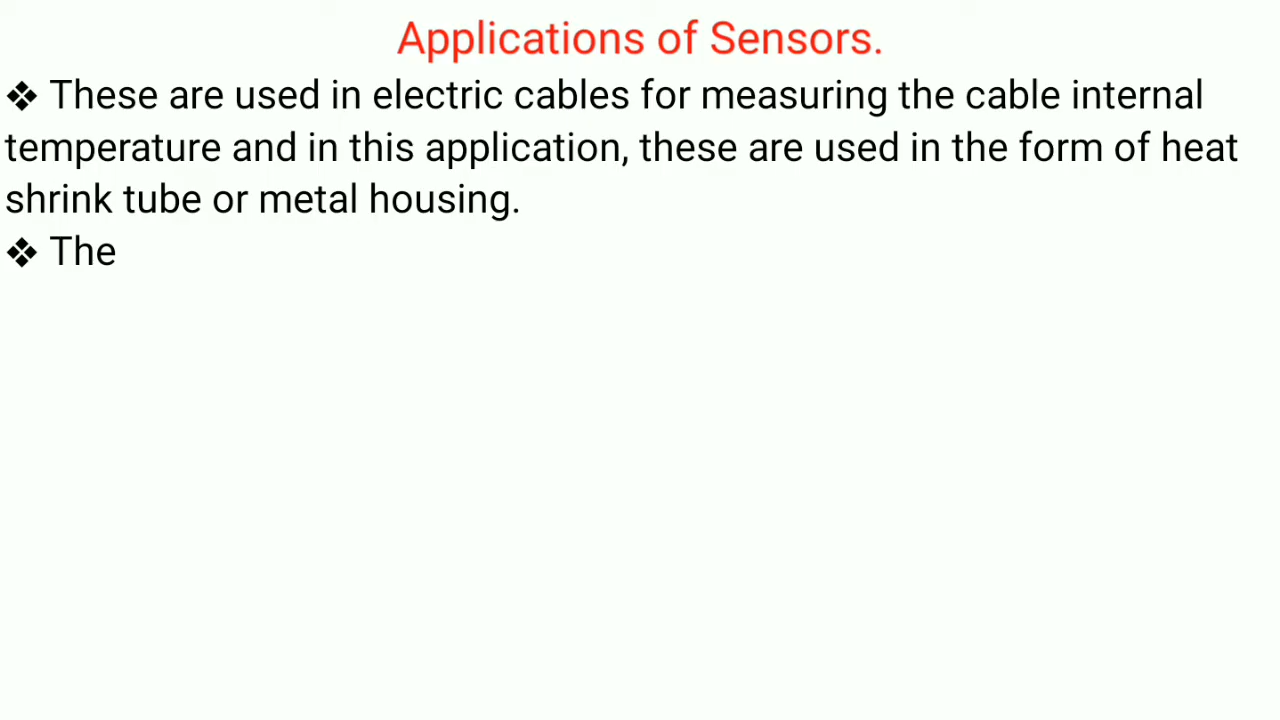 Applications of Sensors.
❖ These are used in electric cables for measuring the cable internal
temperature and in this application, these are used in the form of heat
shrink tube or metal housing.
❖ The